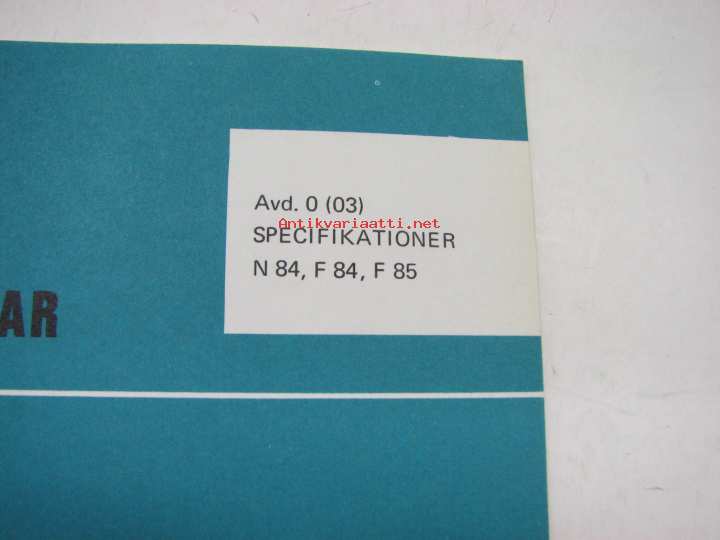 Avd. 0 (03)
Antikvariaatti.net
SPECIFIKATIONER
N 84, F 84, F 85
AR